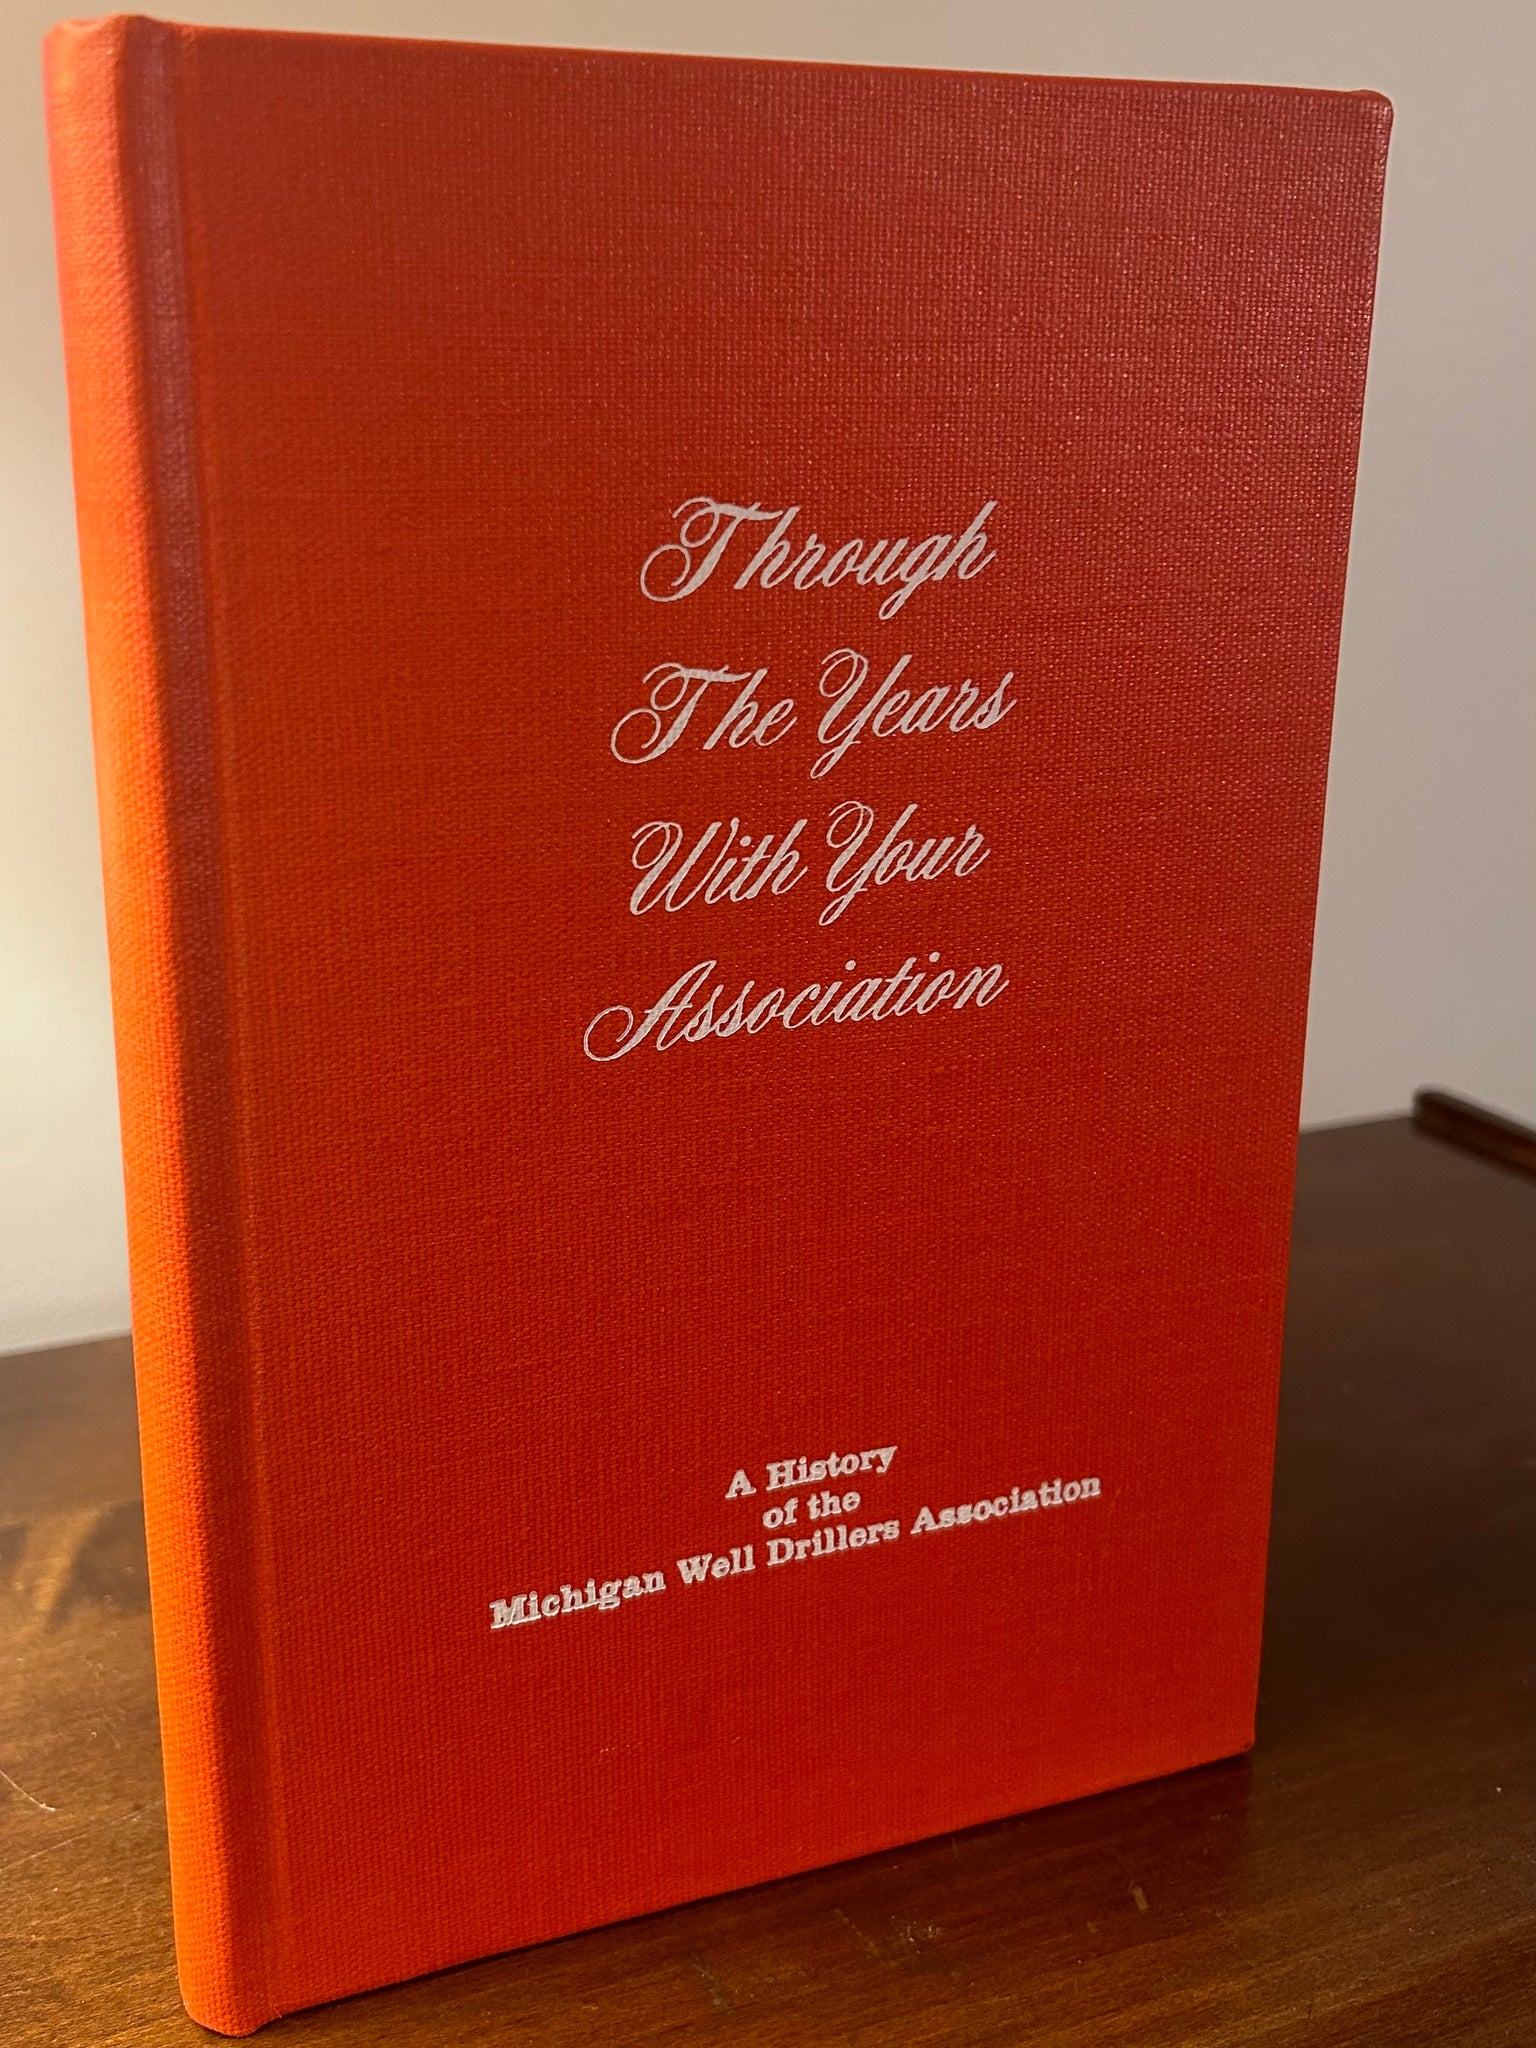 Through
The Years
With Your
Association
A History
of the
Michigan Well Drillers Association